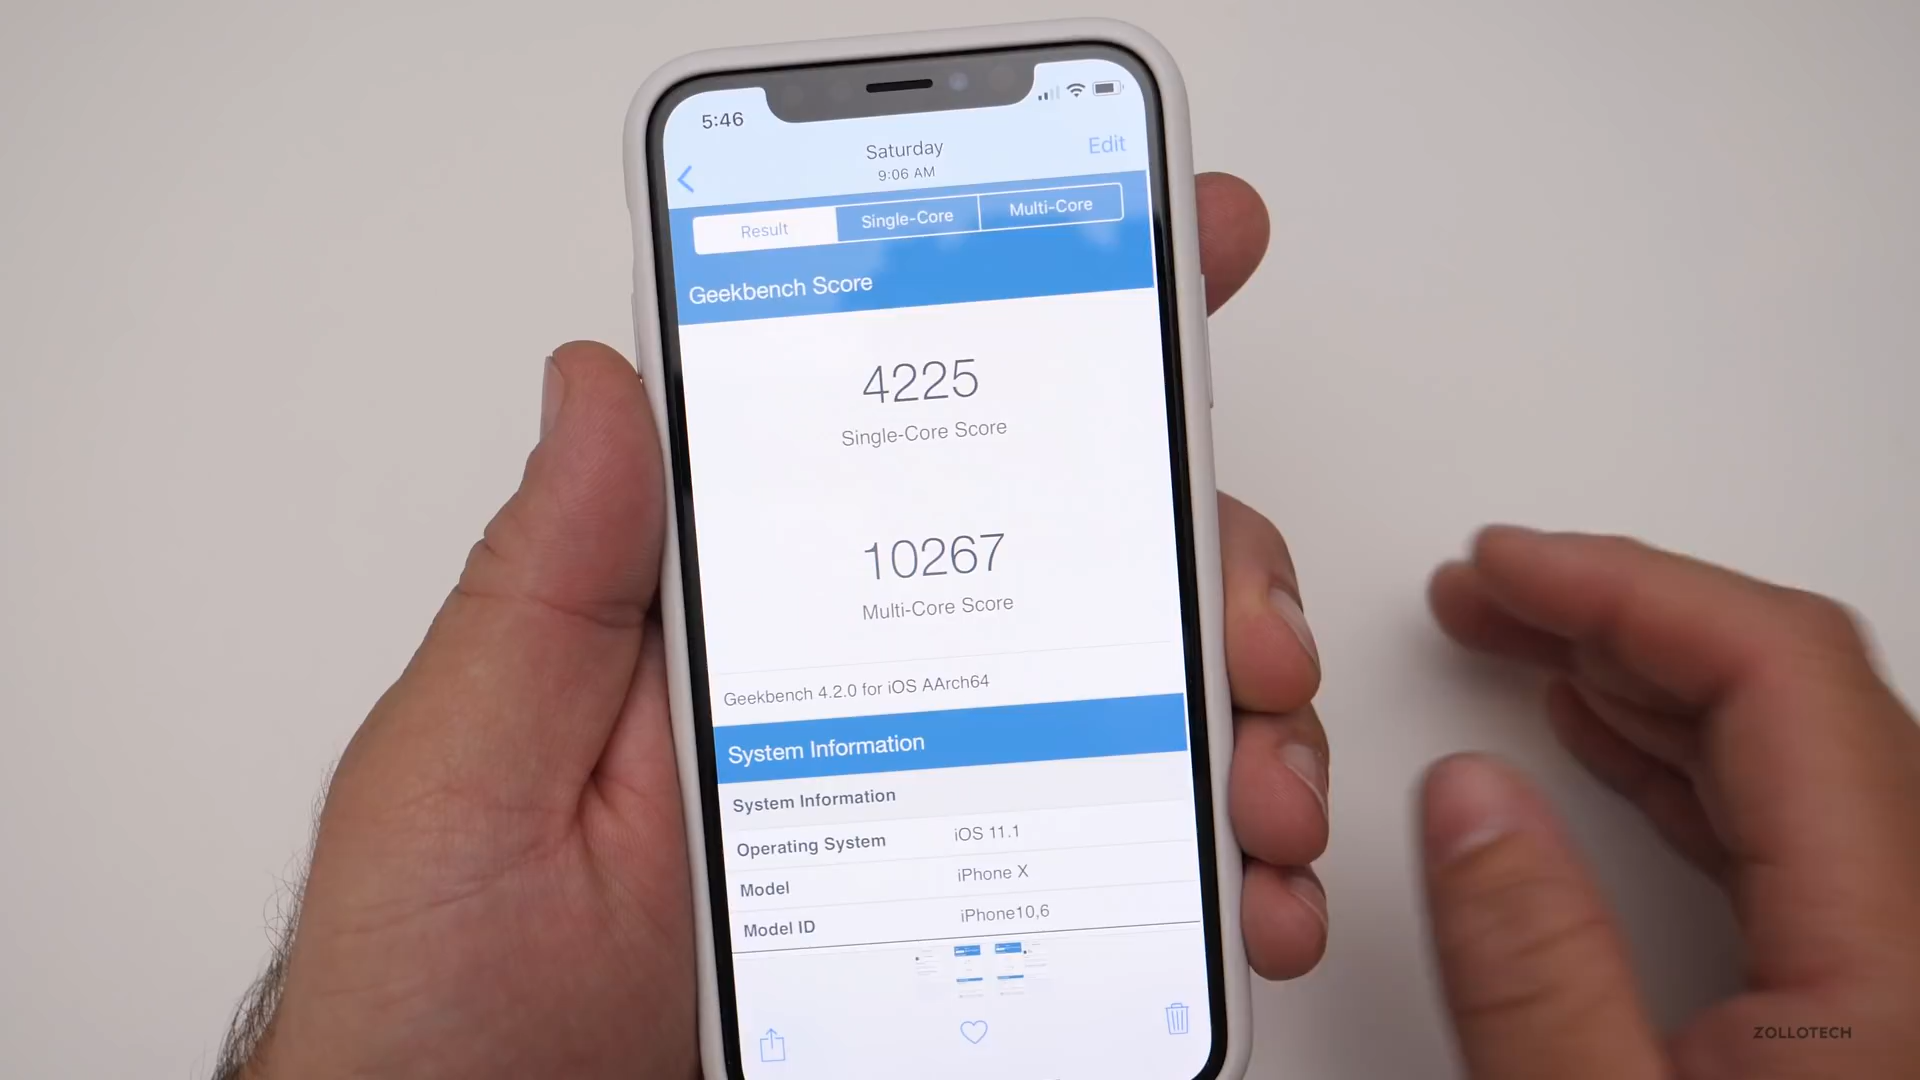 5:46
Saturday
9:06 AM
Edit
Result
Single-Core
Multi-Core
Geekbench Score
4225
Single-Core Score
10267
Multi-Core Score
Geekbench 4.2.0 for iOS AArch64
System Information
System Information
Operating System iOS 11.1
Model iPhone X
Model ID iPhone10,6
ZOLLOTECH